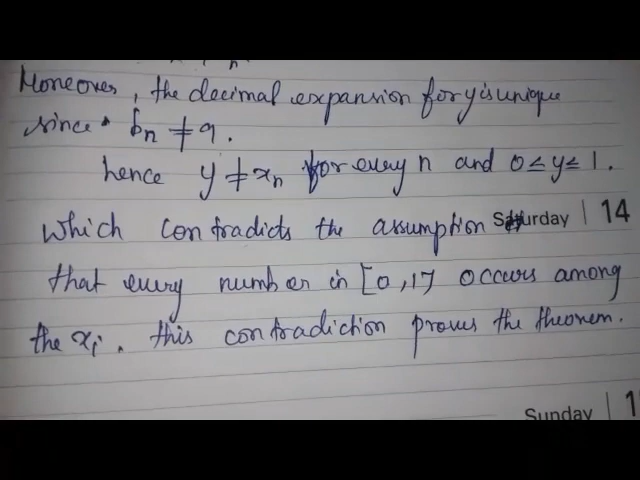 Moreover, the decimal expansion for y is unique
since bn ≠ 9.
hence y ≠ xn for every n and 0 ≤ y ≤ 1.
which contradicts the assumption Saturday | 14
that every number in [0,1] occurs among
the xi. this contradiction proves the theorem.
Sunday | 1